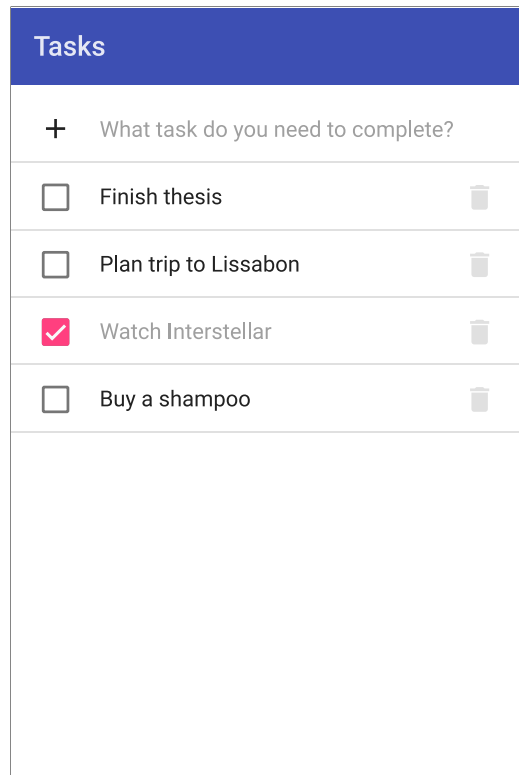 Tasks
What task do you need to complete?
Finish thesis
Plan trip to Lissabon
Watch Interstellar
Buy a shampoo